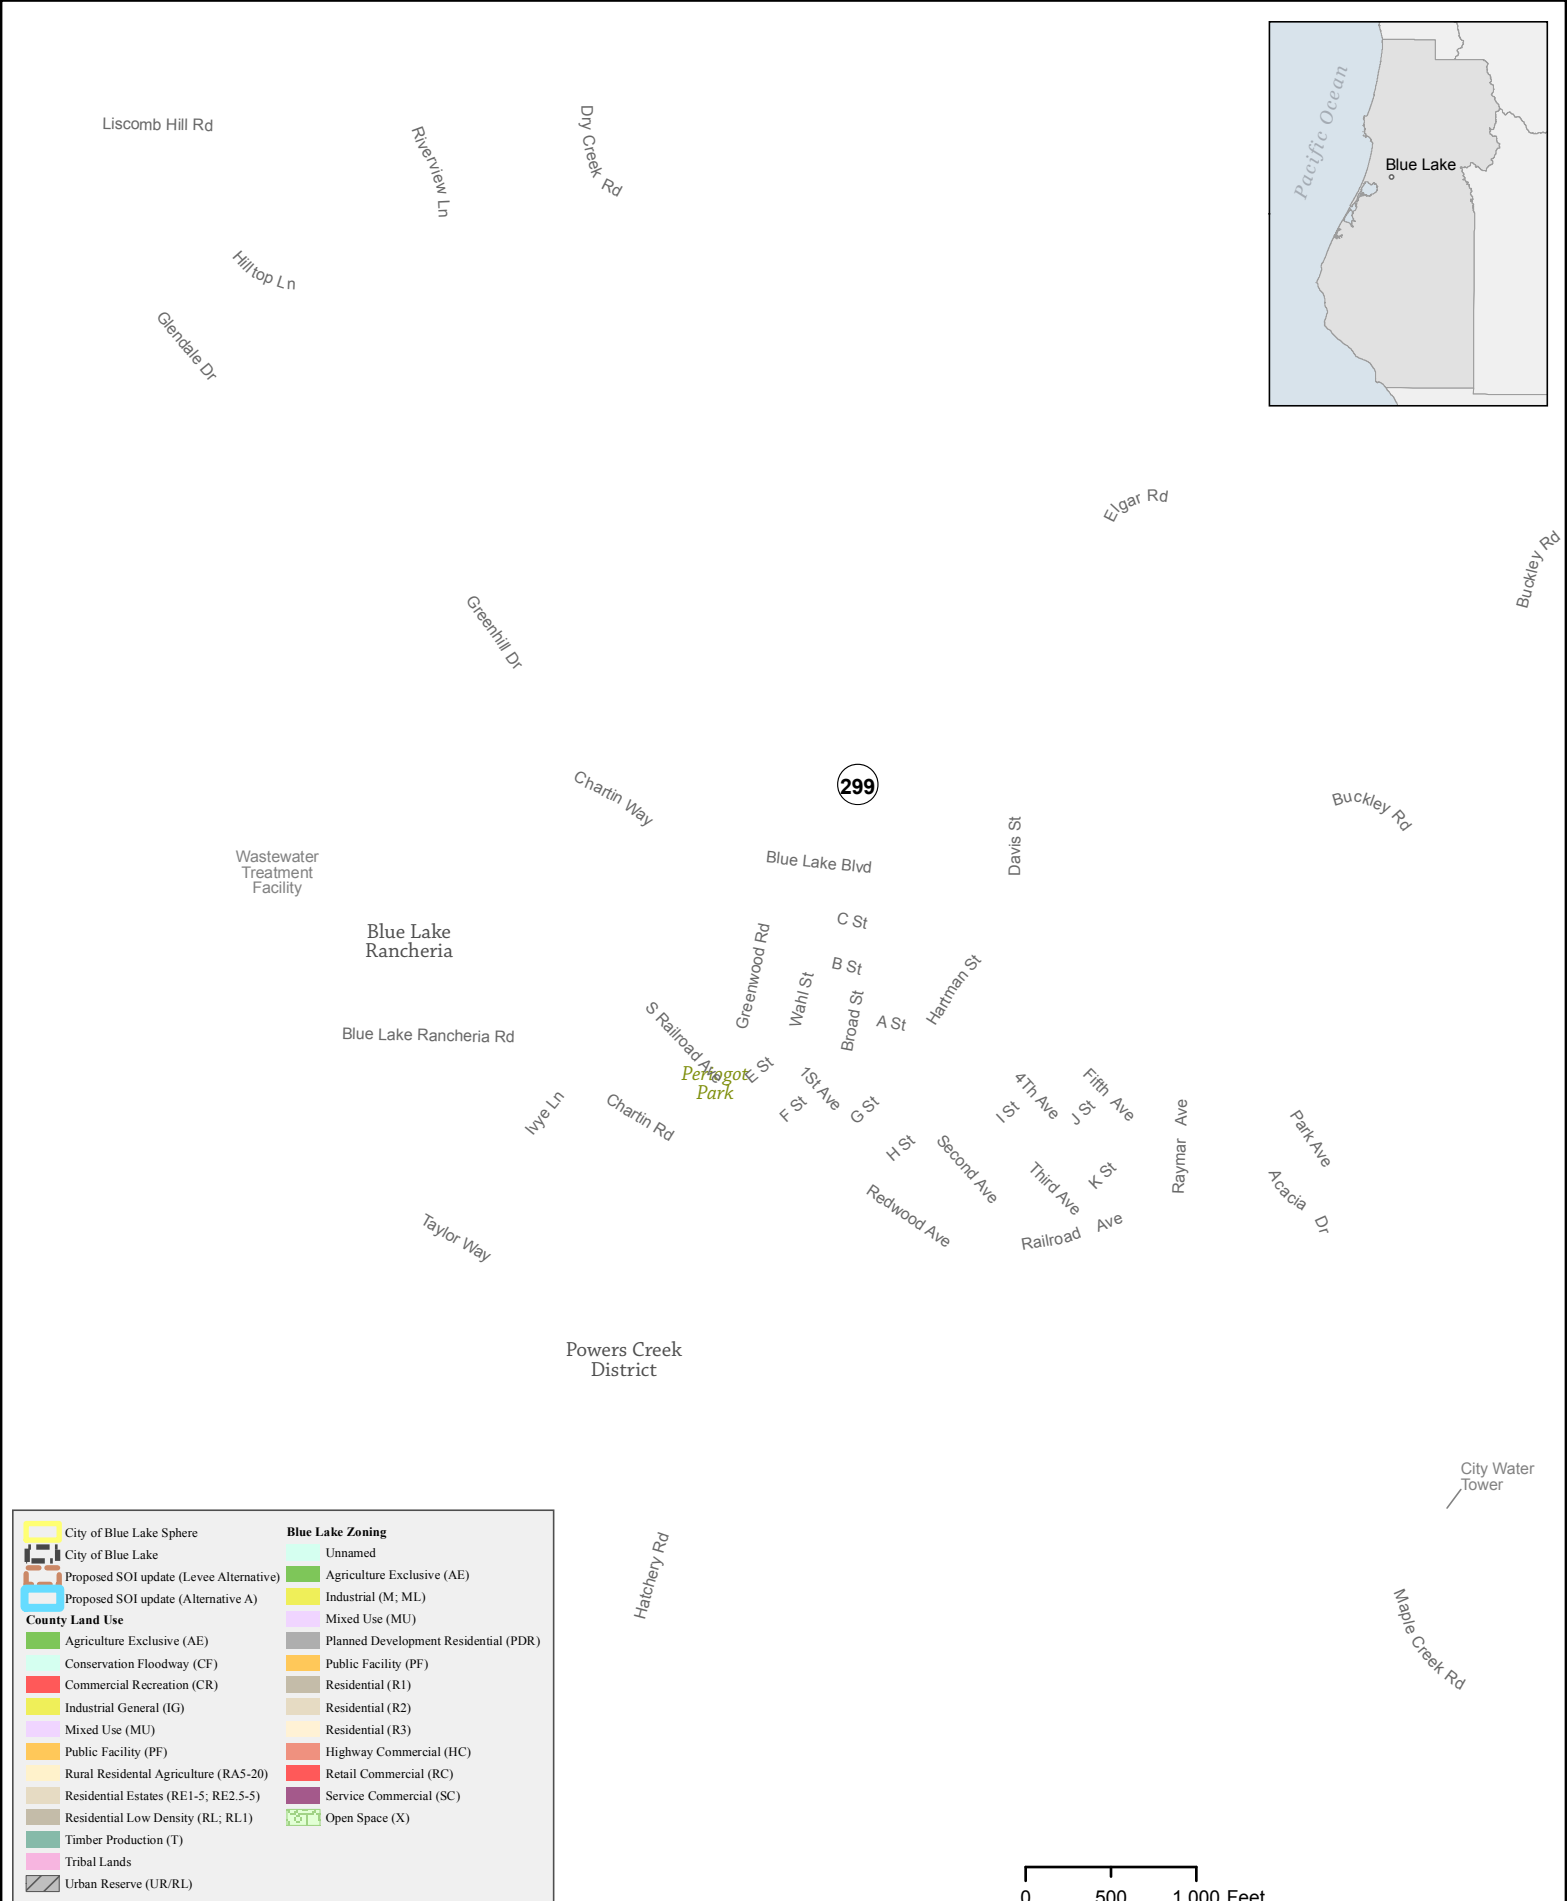 Pacific Ocean
Blue Lake
Liscomb Hill Rd
Riverview Ln
Dry Creek Rd
Hilltop Ln
Glendale Dr
Elgar Rd
Buckley Rd
Greenhill Dr
Chartin Way
299
Buckley Rd
Davis St
Blue Lake Blvd
Wastewater
Treatment
Facility
Blue Lake
Rancheria
C St
Greenwood Rd
B St
Wahl St
Broad St
A St
Hartman St
Blue Lake Rancheria Rd
S Railroad Ave
Perrogot
Park
E St
F St
1St Ave
G St
4Th Ave
Fifth Ave
I St
J St
Ivye Ln
Chartin Rd
H St
Second Ave
Third Ave
K St
Raymar Ave
Park Ave
Acacia Dr
Redwood Ave
Railroad Ave
Taylor Way
Powers Creek
District
City Water
Tower
Hatchery Rd
Maple Creek Rd
City of Blue Lake Sphere
City of Blue Lake
Proposed SOI update (Levee Alternative)
Proposed SOI update (Alternative A)
County Land Use
Agriculture Exclusive (AE)
Conservation Floodway (CF)
Commercial Recreation (CR)
Industrial General (IG)
Mixed Use (MU)
Public Facility (PF)
Rural Residental Agriculture (RA5-20)
Residential Estates (RE1-5; RE2.5-5)
Residential Low Density (RL; RL1)
Timber Production (T)
Tribal Lands
Urban Reserve (UR/RL)
Blue Lake Zoning
Unnamed
Agriculture Exclusive (AE)
Industrial (M; ML)
Mixed Use (MU)
Planned Development Residential (PDR)
Public Facility (PF)
Residential (R1)
Residential (R2)
Residential (R3)
Highway Commercial (HC)
Retail Commercial (RC)
Service Commercial (SC)
Open Space (X)
0 500 1,000 Feet